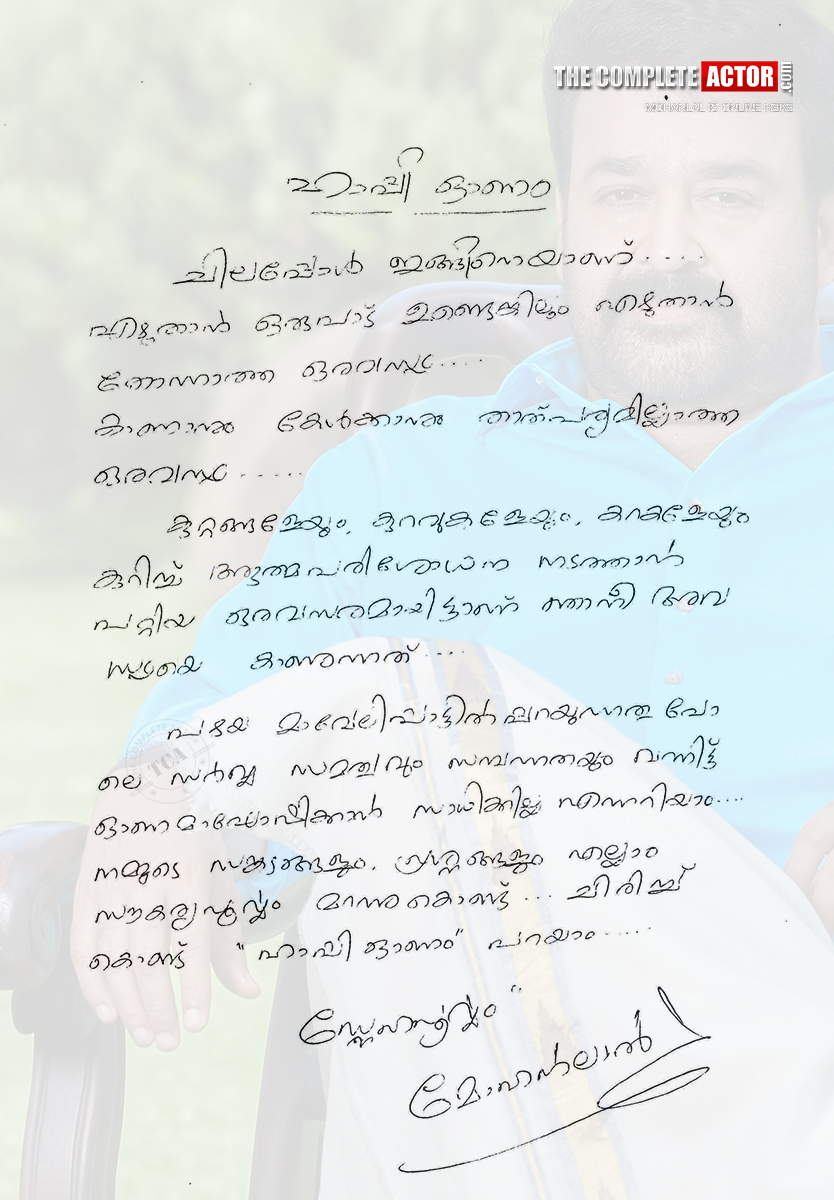 THE COMPLETE ACTOR .com
MOHANLAL IS ONLINE HERE
ഹാപ്പി ഓണം
ചിലപ്പോൾ ഇങ്ങിനെയാണ് ....
എഴുതാൻ ഒരുപാട് ഉണ്ടെങ്കിലും എഴുതാൻ
തോന്നാത്ത ഒരവസ്ഥ ....
കാണാനും കേൾക്കാനും താത്പര്യമില്ലാത്ത
ഒരവസ്ഥ ......
കുറ്റങ്ങളേയും, കുറവുകളേയും, കറകളേയും
കുറിച്ച് ആത്മപരിശോധന നടത്താൻ
പറ്റിയ ഒരവസരമായിട്ടാണ് ഞാനീ അവ
സ്ഥയെ കാണുന്നത് ....
പഴയ മാവേലിപ്പാട്ടിൽ പറയുന്നതു പോ
ലെ സർവ്വ സമത്വവും സമ്പന്നതയും വന്നിട്ട്
ഓണമാഘോഷിക്കാൻ സാധിക്കില്ല എന്നറിയാം....
നമ്മുടെ സങ്കടങ്ങളും, പ്രശ്നങ്ങളും എല്ലാം
സൗകര്യപൂർവ്വം മറന്നുകൊണ്ട് ... ചിരിച്ച്
കൊണ്ട് "ഹാപ്പി ഓണം" പറയാം .....
സ്നേഹപൂർവ്വം "
മോഹൻലാൽ
TCA